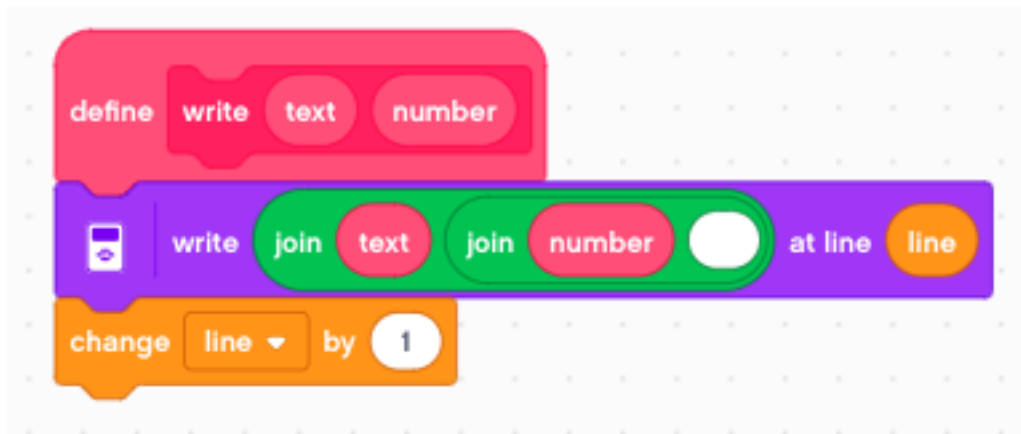 define write text number
write join text join number at line line
change line by 1